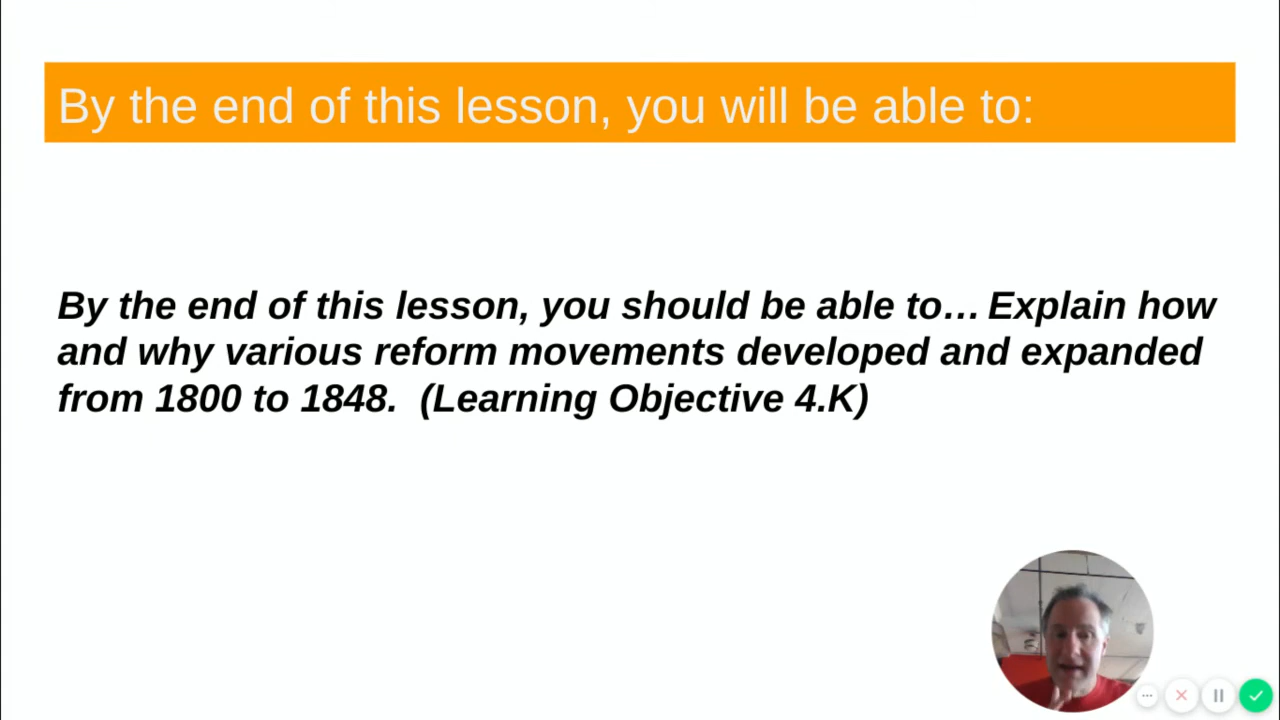 By the end of this lesson, you will be able to:
By the end of this lesson, you should be able to… Explain how
and why various reform movements developed and expanded
from 1800 to 1848.  (Learning Objective 4.K)